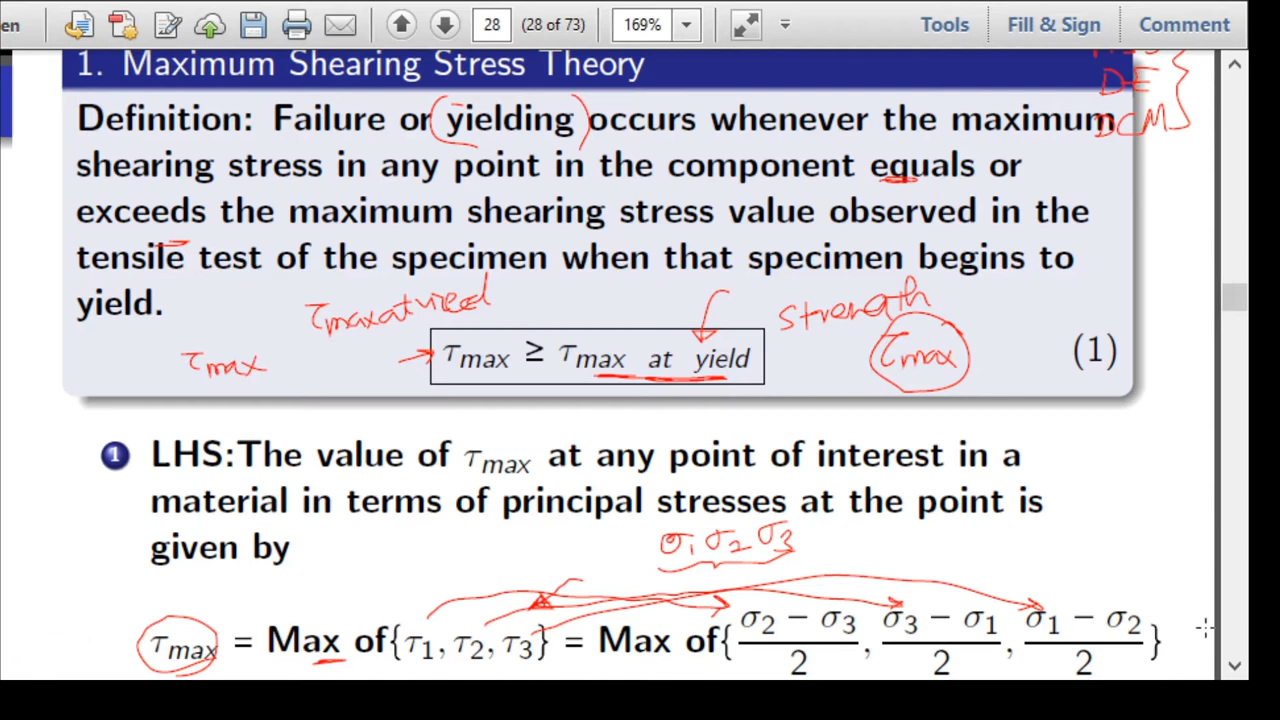 en 28 (28 of 73) 169% Tools Fill & Sign Comment
1. Maximum Shearing Stress Theory
DE
DCM
Definition: Failure or (yielding) occurs whenever the maximum
shearing stress in any point in the component equals or
exceeds the maximum shearing stress value observed in the
tensile test of the specimen when that specimen begins to
yield.
τmax at yield strength
τmax τmax ≥ τmax at yield τmax (1)
1 LHS:The value of τmax at any point of interest in a
material in terms of principal stresses at the point is
given by
σ1 σ2 σ3
τmax = Max of{τ1, τ2, τ3} = Max of{(σ2 − σ3)/2, (σ3 − σ1)/2, (σ1 − σ2)/2}